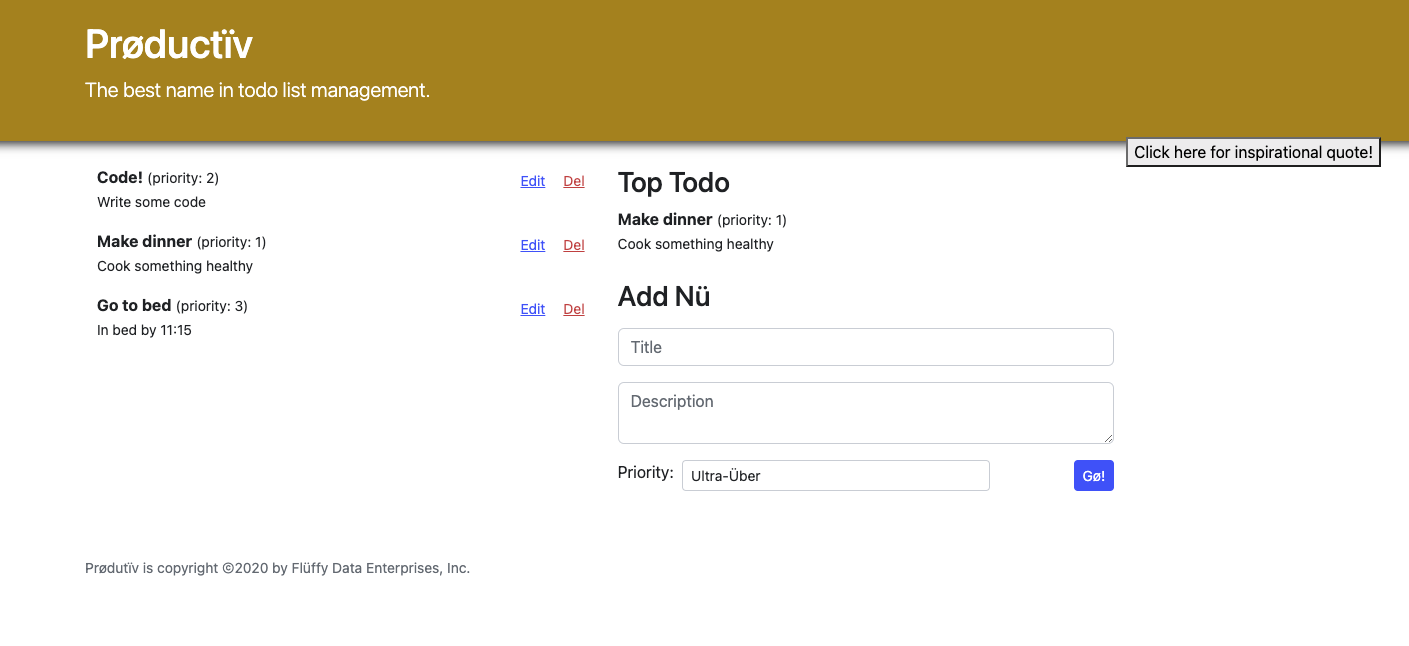 Prøductïv
The best name in todo list management.
Click here for inspirational quote!
Code! (priority: 2)
Edit Del
Write some code
Make dinner (priority: 1)
Edit Del
Cook something healthy
Go to bed (priority: 3)
Edit Del
In bed by 11:15
Top Todo
Make dinner (priority: 1)
Cook something healthy
Add Nü
Title
Description
Priority: Ultra-Über Gø!
Prødutïv is copyright ©2020 by Flüffy Data Enterprises, Inc.